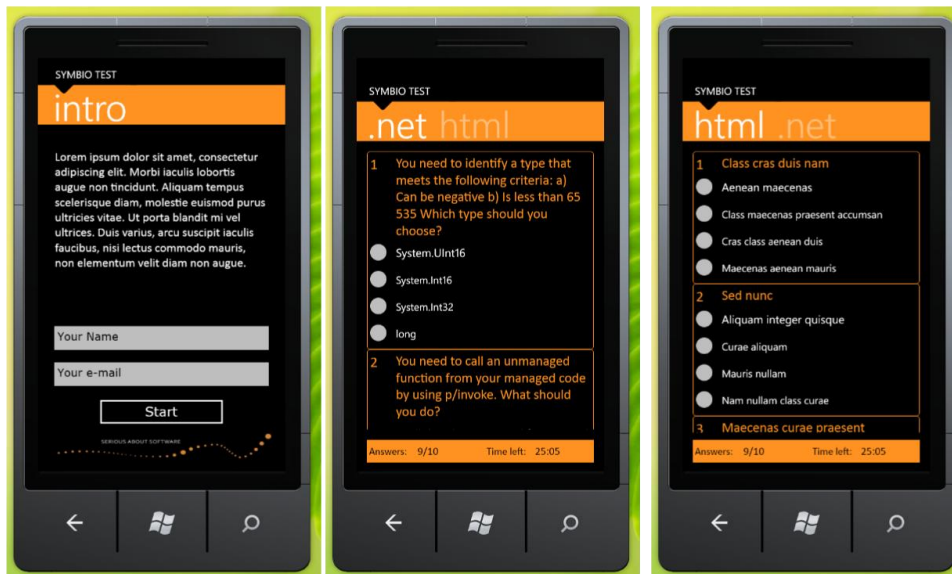 SYMBIO TEST
intro
Lorem ipsum dolor sit amet, consectetur
adipiscing elit. Morbi iaculis lobortis
augue non tincidunt. Aliquam tempus
scelerisque diam, molestie euismod purus
ultricies vitae. Ut porta blandit mi vel
ultrices. Duis varius, arcu suscipit iaculis
faucibus, nisi lectus commodo mauris,
non elementum velit diam non augue.
Your Name
Your e-mail
Start
SERIOUS ABOUT SOFTWARE
SYMBIO TEST
.net html
1 You need to identify a type that
meets the following criteria: a)
Can be negative b) Is less than 65
535 Which type should you
choose?
System.UInt16
System.Int16
System.Int32
long
2 You need to call an unmanaged
function from your managed code
by using p/invoke. What should
you do?
Answers: 9/10 Time left: 25:05
SYMBIO TEST
html .net
1 Class cras duis nam
Aenean maecenas
Class maecenas praesent accumsan
Cras class aenean duis
Maecenas aenean mauris
2 Sed nunc
Aliquam integer quisque
Curae aliquam
Mauris nullam
Nam nullam class curae
3 Maecenas curae praesent
Answers: 9/10 Time left: 25:05